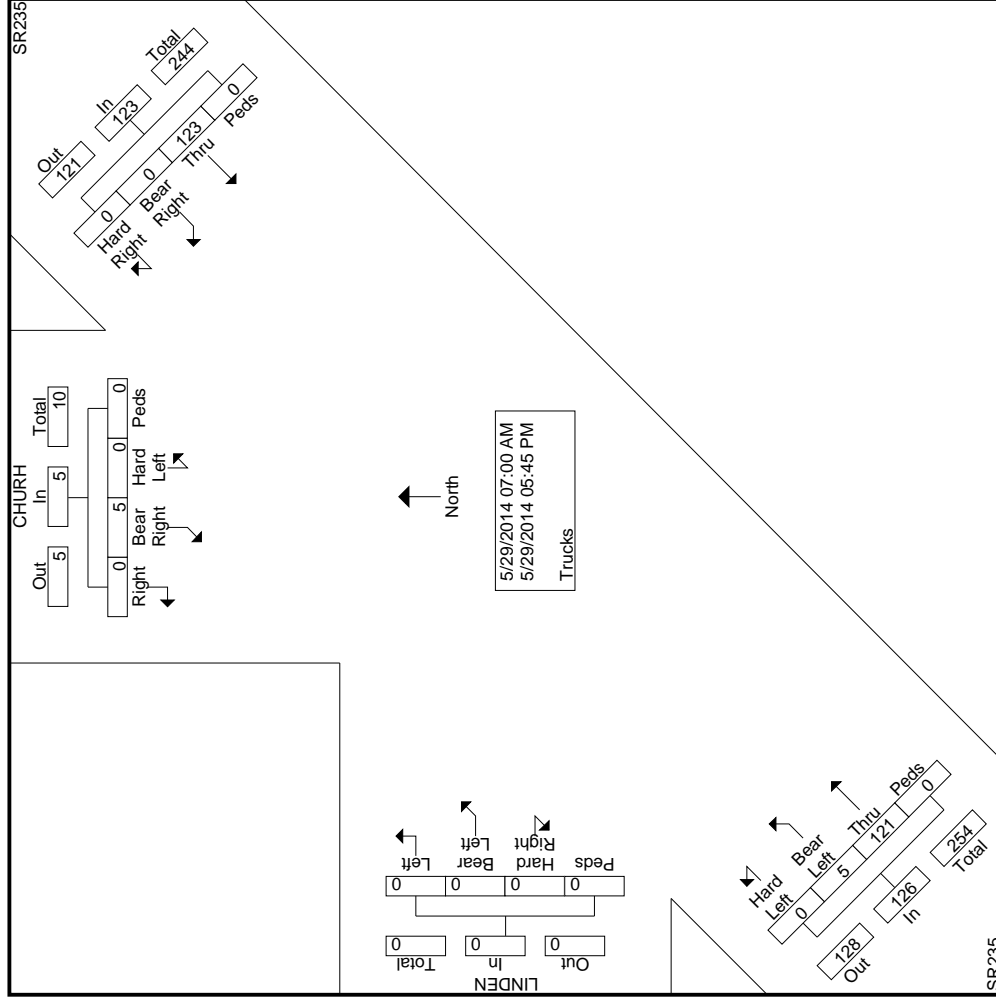 SR235
Out
121
In
123
Total
244
0
0
123
0
Hard
Right
Bear
Right
Thru
Peds
CHURH
Out
In
Total
5
5
10
0
5
0
0
Right
Bear
Right
Hard
Left
Peds
North
5/29/2014 07:00 AM
5/29/2014 05:45 PM
Trucks
LINDEN
Out
In
Total
0
0
0
0
0
0
0
Left
Bear
Left
Hard
Right
Peds
Hard
Left
Bear
Left
Thru
Peds
0
5
121
0
128
Out
126
In
254
Total
SR235